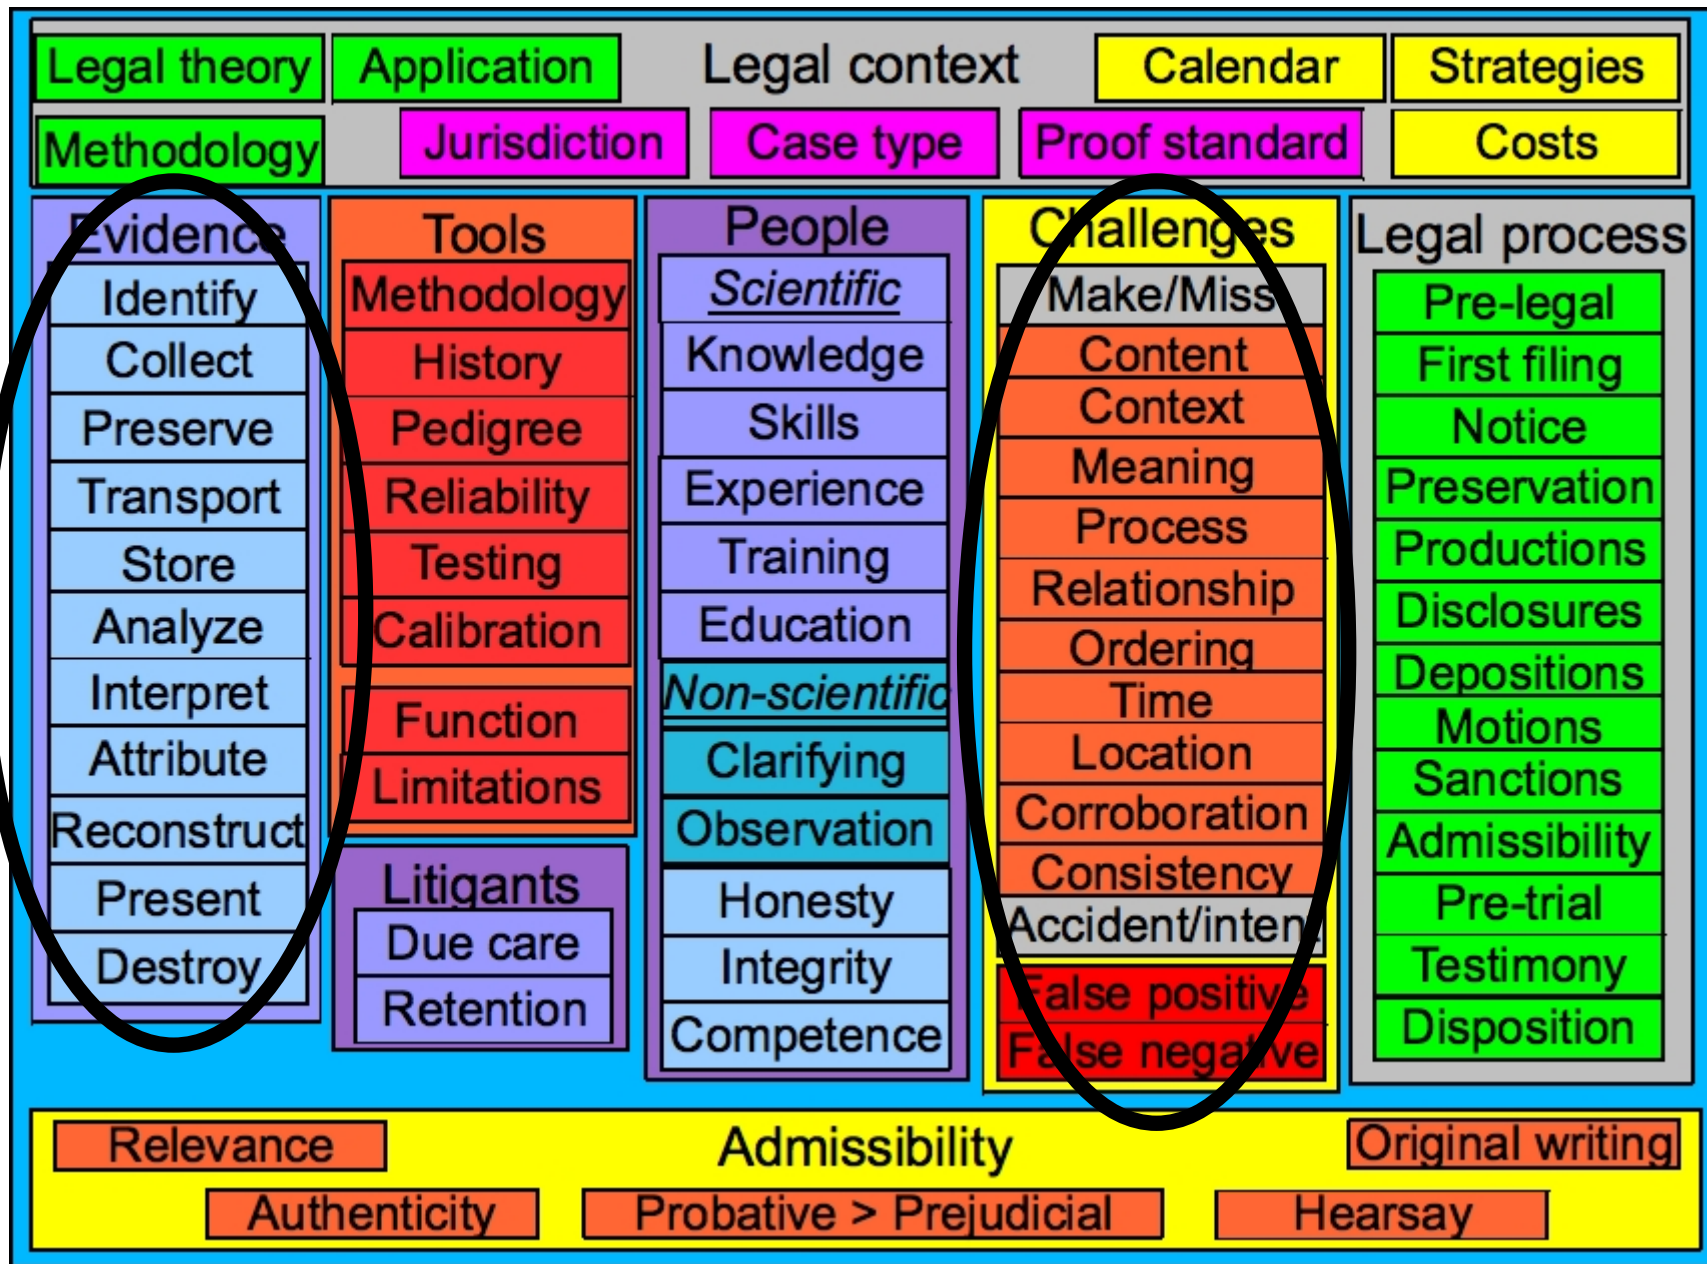 Legal theory
Application
Legal context
Calendar
Strategies
Methodology
Jurisdiction
Case type
Proof standard
Costs
Evidence
Identify
Collect
Preserve
Transport
Store
Analyze
Interpret
Attribute
Reconstruct
Present
Destroy
Tools
Methodology
History
Pedigree
Reliability
Testing
Calibration
Function
Limitations
Litigants
Due care
Retention
People
Scientific
Knowledge
Skills
Experience
Training
Education
Non-scientific
Clarifying
Observation
Honesty
Integrity
Competence
Challenges
Make/Miss
Content
Context
Meaning
Process
Relationship
Ordering
Time
Location
Corroboration
Consistency
Accident/intent
False positive
False negative
Legal process
Pre-legal
First filing
Notice
Preservation
Productions
Disclosures
Depositions
Motions
Sanctions
Admissibility
Pre-trial
Testimony
Disposition
Relevance
Admissibility
Original writing
Authenticity
Probative > Prejudicial
Hearsay